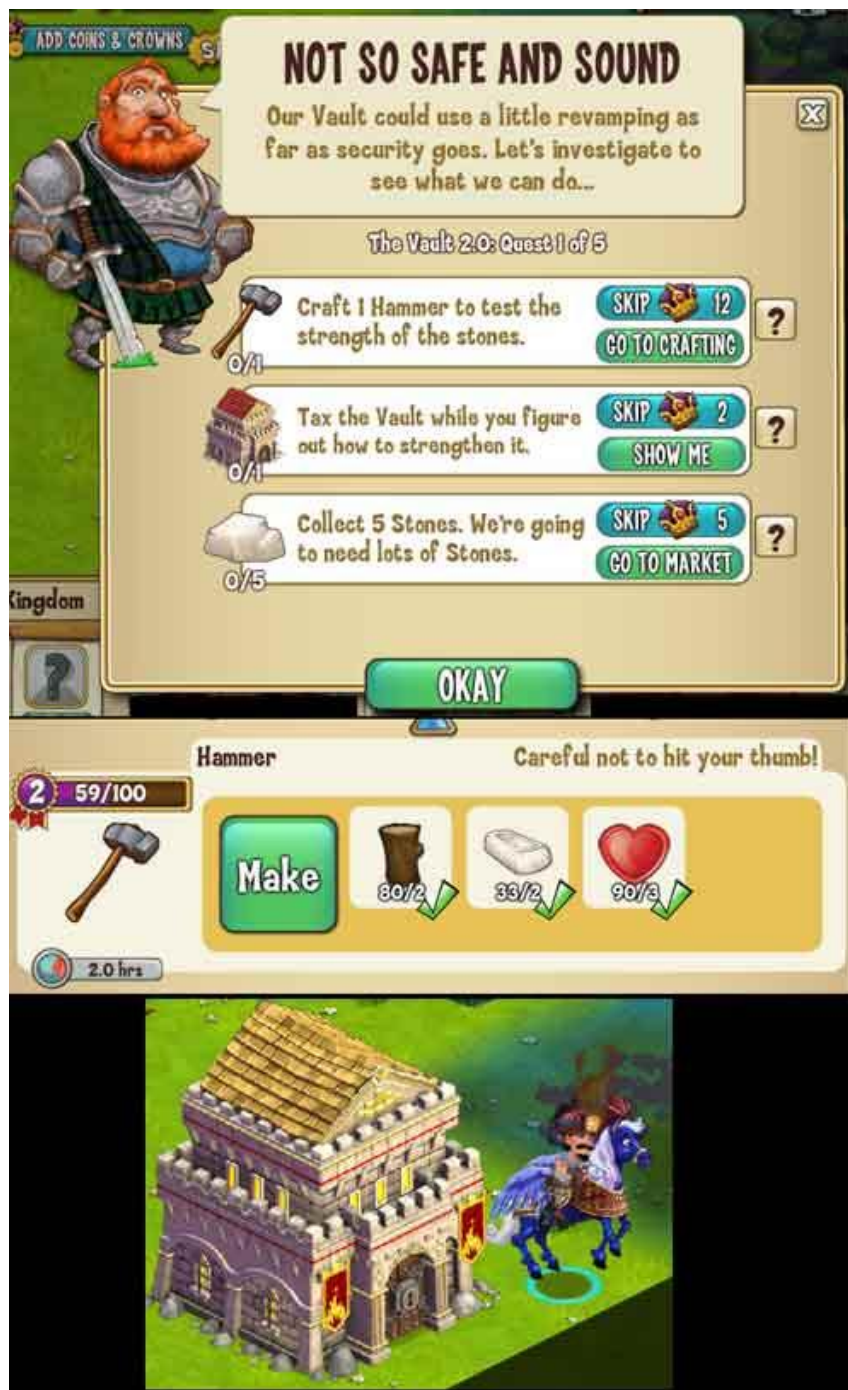 ADD COINS & CROWNS
NOT SO SAFE AND SOUND
Our Vault could use a little revamping as
far as security goes. Let's investigate to
see what we can do...
X
The Vault 2.0: Quest 1 of 5
Craft 1 Hammer to test the
strength of the stones.
0/1
SKIP 12
GO TO CRAFTING
?
Tax the Vault while you figure
out how to strengthen it.
0/1
SKIP 2
SHOW ME
?
Collect 5 Stones. We're going
to need lots of Stones.
0/5
SKIP 5
GO TO MARKET
?
Kingdom
?
OKAY
Hammer
Careful not to hit your thumb!
2 59/100
Make
80/2
33/2
90/3
2.0 hrs